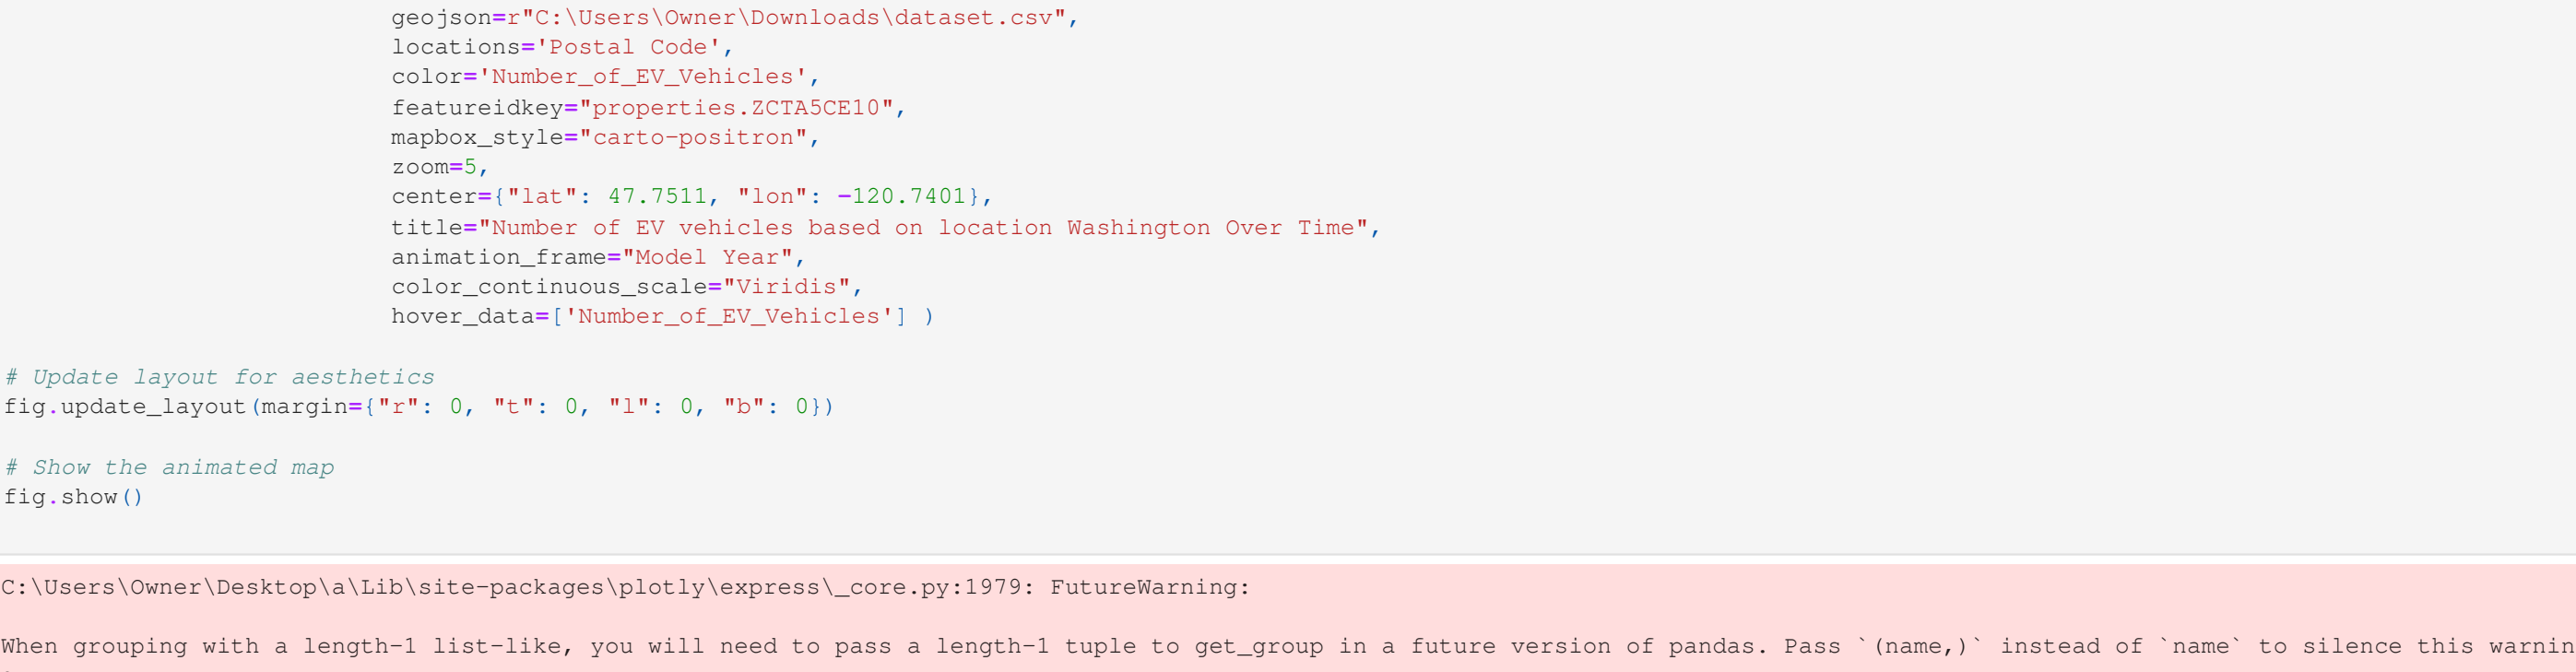 geojson=r"C:\Users\Owner\Downloads\dataset.csv",
locations='Postal Code',
color='Number_of_EV_Vehicles',
featureidkey="properties.ZCTA5CE10",
mapbox_style="carto-positron",
zoom=5,
center={"lat": 47.7511, "lon": -120.7401},
title="Number of EV vehicles based on location Washington Over Time",
animation_frame="Model Year",
color_continuous_scale="Viridis",
hover_data=['Number_of_EV_Vehicles'] )
# Update layout for aesthetics
fig.update_layout(margin={"r": 0, "t": 0, "l": 0, "b": 0})
# Show the animated map
fig.show()
C:\Users\Owner\Desktop\a\Lib\site-packages\plotly\express\_core.py:1979: FutureWarning:
When grouping with a length-1 list-like, you will need to pass a length-1 tuple to get_group in a future version of pandas. Pass `(name,)` instead of `name` to silence this warnin